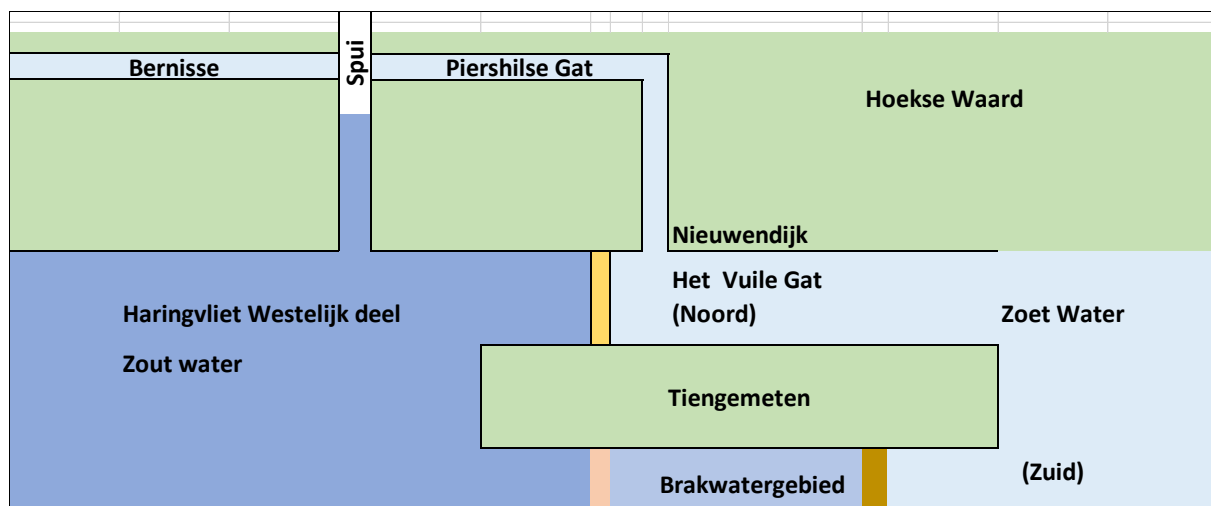 Spui
Bernisse
Piershilse Gat
Hoekse Waard
Nieuwendijk
Het Vuile Gat
(Noord)
Haringvliet Westelijk deel
Zoet Water
Zout water
Tiengemeten
(Zuid)
Brakwatergebied